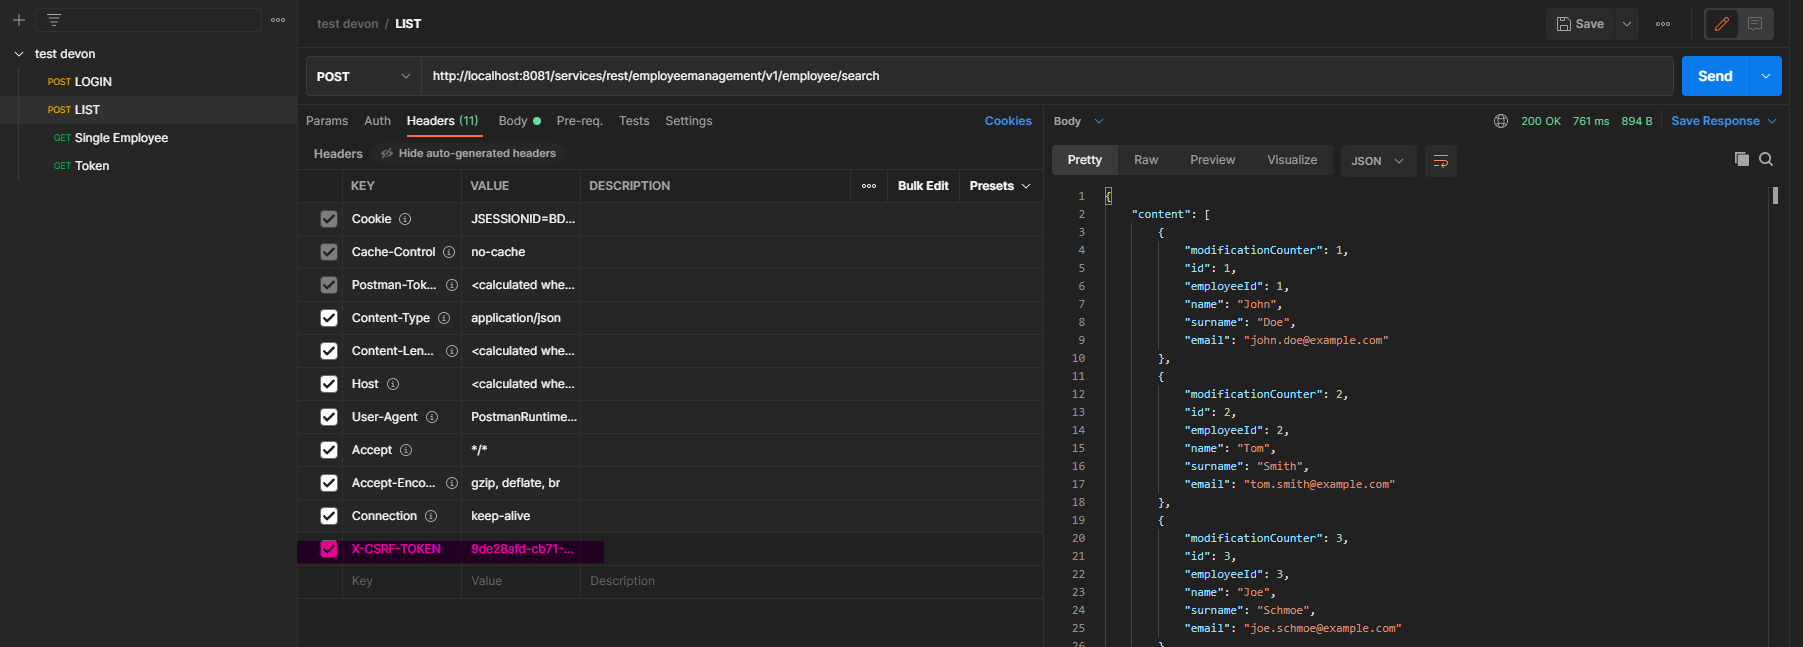 test devon / LIST
Save
test devon
POST LOGIN
POST LIST
GET Single Employee
GET Token
POST
http://localhost:8081/services/rest/employeemanagement/v1/employee/search
Send
Params Auth Headers (11) Body Pre-req. Tests Settings Cookies
Headers Hide auto-generated headers
KEY VALUE DESCRIPTION Bulk Edit Presets
Cookie JSESSIONID=BD...
Cache-Control no-cache
Postman-Tok... <calculated whe...
Content-Type application/json
Content-Len... <calculated whe...
Host <calculated whe...
User-Agent PostmanRuntime...
Accept */*
Accept-Enco... gzip, deflate, br
Connection keep-alive
X-CSRF-TOKEN 9de28afd-cb71-...
Key Value Description
Body 200 OK 761 ms 894 B Save Response
Pretty Raw Preview Visualize JSON
1 {
2 "content": [
3 {
4 "modificationCounter": 1,
5 "id": 1,
6 "employeeId": 1,
7 "name": "John",
8 "surname": "Doe",
9 "email": "john.doe@example.com"
10 },
11 {
12 "modificationCounter": 2,
13 "id": 2,
14 "employeeId": 2,
15 "name": "Tom",
16 "surname": "Smith",
17 "email": "tom.smith@example.com"
18 },
19 {
20 "modificationCounter": 3,
21 "id": 3,
22 "employeeId": 3,
23 "name": "Joe",
24 "surname": "Schmoe",
25 "email": "joe.schmoe@example.com"
26 }